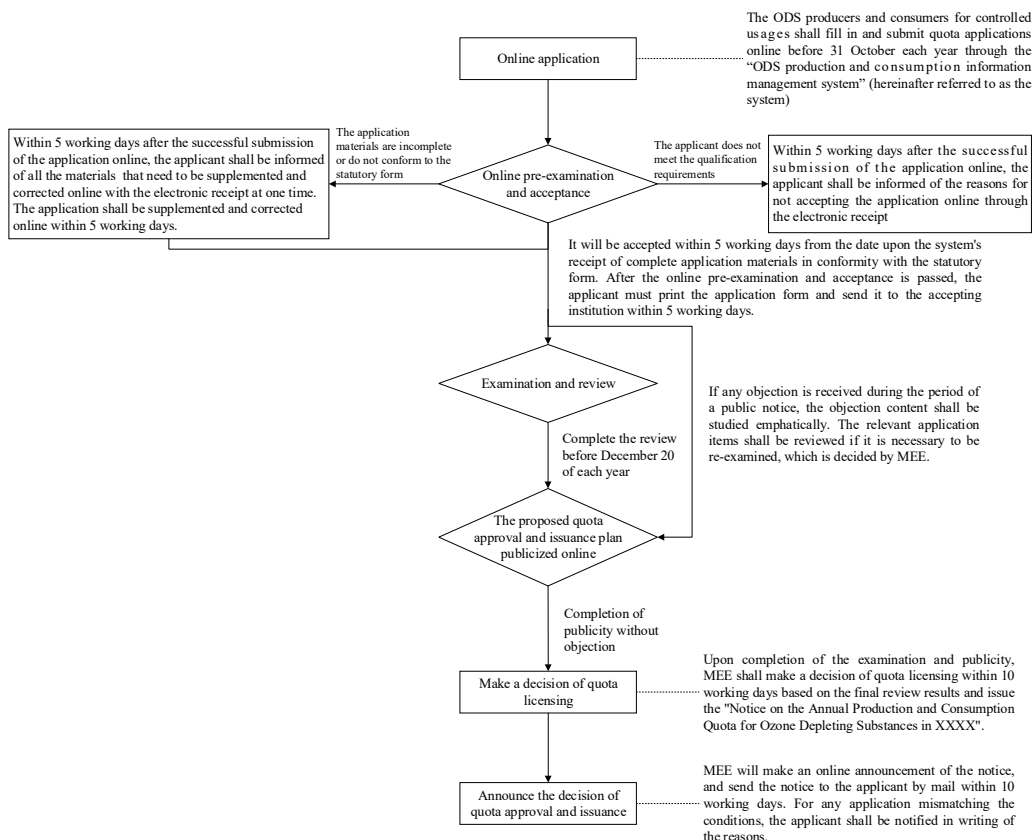 The ODS producers and consumers for controlled
usages shall fill in and submit quota applications
online before 31 October each year through the
“ODS production and consumption information
management system” (hereinafter referred to as the
system)
Online application
Within 5 working days after the successful submission
of the application online, the applicant shall be informed
of all the materials that need to be supplemented and
corrected online with the electronic receipt at one time.
The application shall be supplemented and corrected
online within 5 working days.
The application
materials are incomplete
or do not conform to the
statutory form
Online pre-examination
and acceptance
The applicant does not
meet the qualification
requirements
Within 5 working days after the successful
submission of the application online, the
applicant shall be informed of the reasons for
not accepting the application online through
the electronic receipt
It will be accepted within 5 working days from the date upon the system's
receipt of complete application materials in conformity with the statutory
form. After the online pre-examination and acceptance is passed, the
applicant must print the application form and send it to the accepting
institution within 5 working days.
Examination and review
If any objection is received during the period of
a public notice, the objection content shall be
studied emphatically. The relevant application
items shall be reviewed if it is necessary to be
re-examined, which is decided by MEE.
Complete the review
before December 20
of each year
The proposed quota
approval and issuance plan
publicized online
Completion of
publicity without
objection
Make a decision of quota
licensing
Upon completion of the examination and publicity,
MEE shall make a decision of quota licensing within 10
working days based on the final review results and issue
the "Notice on the Annual Production and Consumption
Quota for Ozone Depleting Substances in XXXX".
Announce the decision of
quota approval and issuance
MEE will make an online announcement of the notice,
and send the notice to the applicant by mail within 10
working days. For any application mismatching the
conditions, the applicant shall be notified in writing of
the reasons.